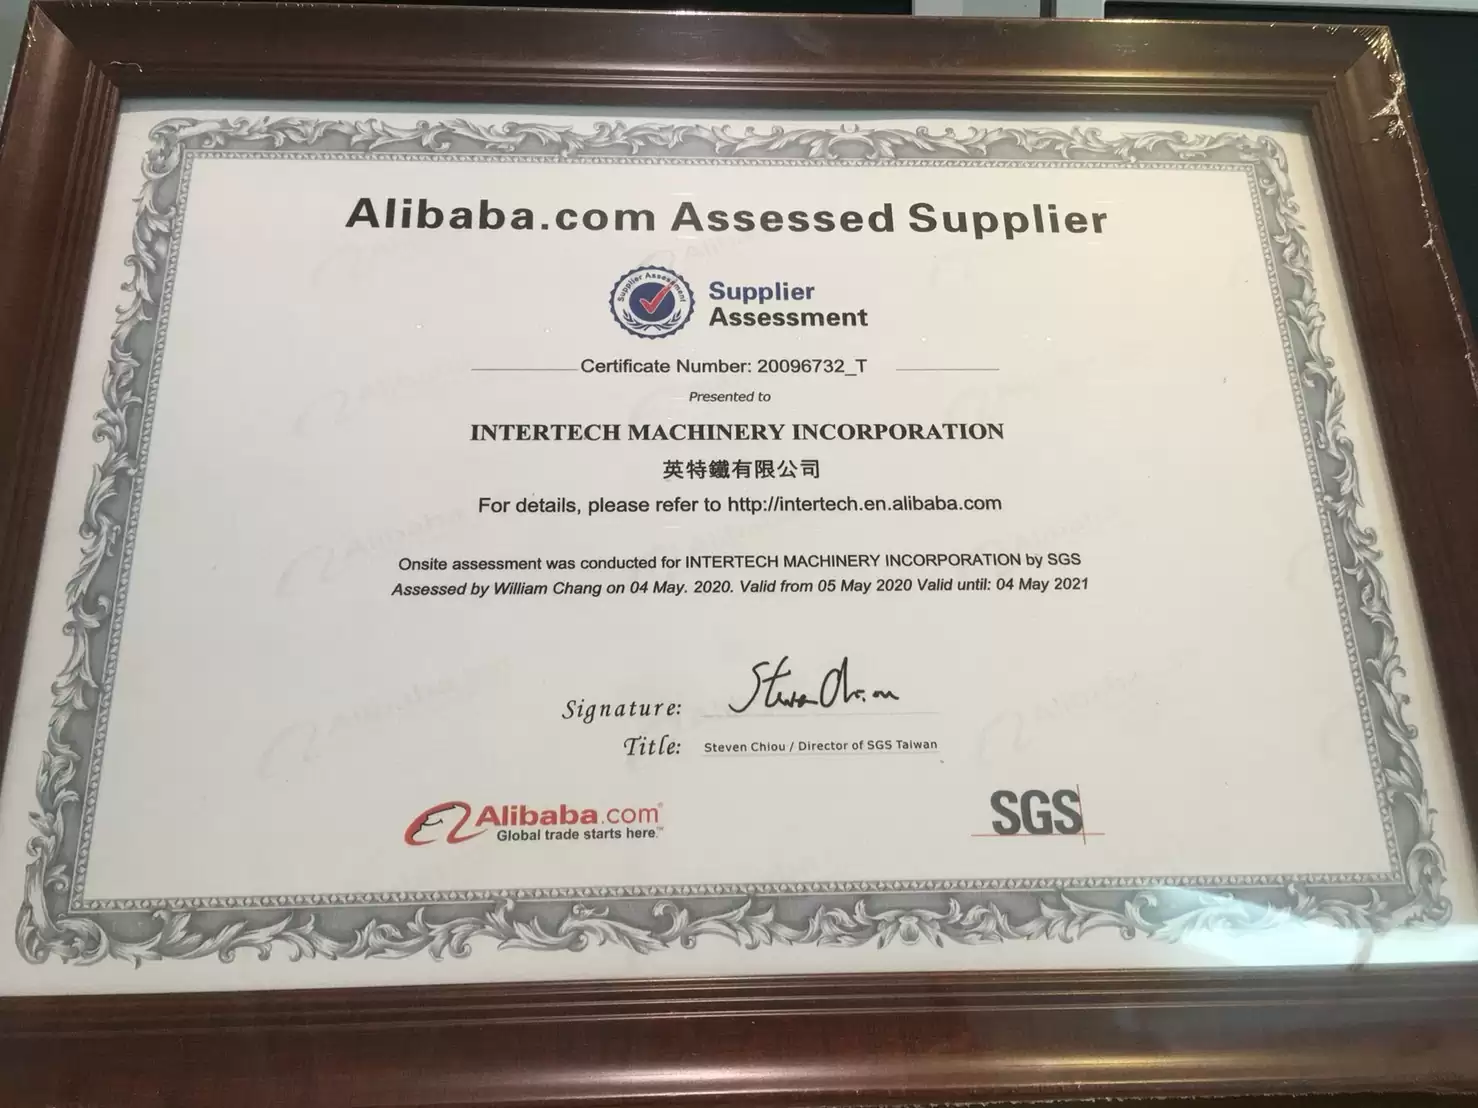 Alibaba.com Assessed Supplier
Supplier Assessment
Supplier
Assessment
Certificate Number: 20096732_T
Presented to
INTERTECH MACHINERY INCORPORATION
英特鐵有限公司
For details, please refer to http://intertech.en.alibaba.com
Onsite assessment was conducted for INTERTECH MACHINERY INCORPORATION by SGS
Assessed by William Chang on 04 May. 2020. Valid from 05 May 2020 Valid until: 04 May 2021
Signature:
Title: Steven Chiou / Director of SGS Taiwan
Alibaba.com®
Global trade starts here.™
SGS